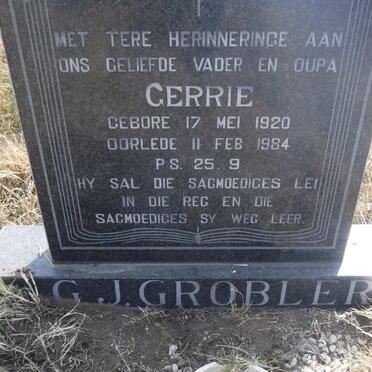 MET TERE HERINNERINGE AAN
ONS GELIEFDE VADER EN OUPA
GERRIE
GEBORE 17 MEI 1920
OORLEDE 11 FEB 1984
PS. 25. 9
HY SAL DIE SAGMOEDIGES LEI
IN DIE REG EN DIE
SAGMOEDIGES SY WEG LEER.
G.J. GROBLER